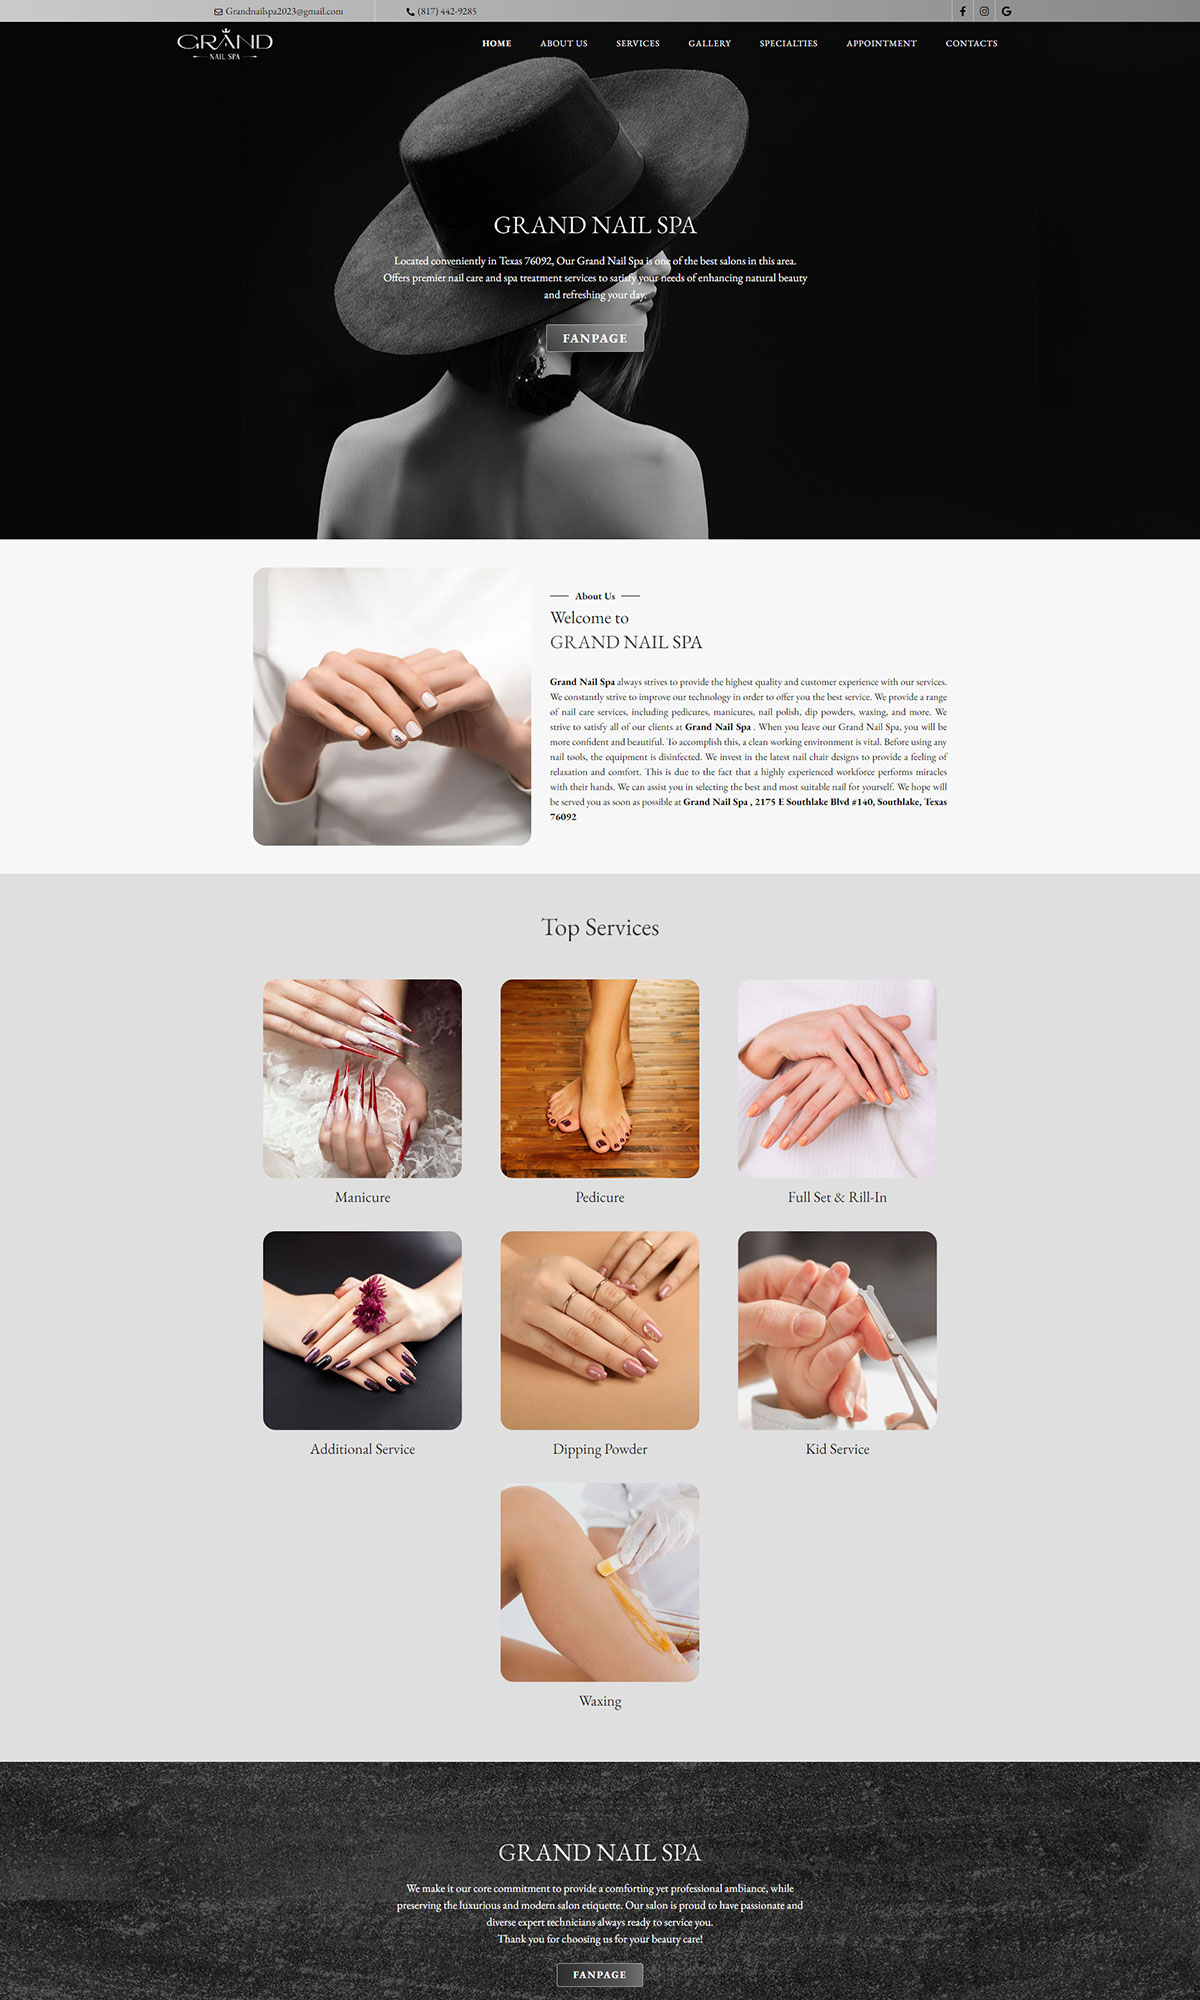 Grandnailspa2023@gmail.com
(817) 442-9285
GRAND
NAIL SPA
HOME
ABOUT US
SERVICES
GALLERY
SPECIALTIES
APPOINTMENT
CONTACTS
GRAND NAIL SPA
Located conveniently in Texas 76092, Our Grand Nail Spa is one of the best salons in this area.
Offers premier nail care and spa treatment services to satisfy your needs of enhancing natural beauty
and refreshing your day.
FANPAGE
About Us
Welcome to
GRAND NAIL SPA
Grand Nail Spa always strives to provide the highest quality and customer experience with our services.
We constantly strive to improve our technology in order to offer you the best service. We provide a range
of nail care services, including pedicures, manicures, nail polish, dip powders, waxing, and more. We
strive to satisfy all of our clients at Grand Nail Spa . When you leave our Grand Nail Spa, you will be
more confident and beautiful. To accomplish this, a clean working environment is vital. Before using any
nail tools, the equipment is disinfected. We invest in the latest nail chair designs to provide a feeling of
relaxation and comfort. This is due to the fact that a highly experienced workforce performs miracles
with their hands. We can assist you in selecting the best and most suitable nail for yourself. We hope will
be served you as soon as possible at Grand Nail Spa , 2175 E Southlake Blvd #140, Southlake, Texas
76092
Top Services
Manicure
Pedicure
Full Set & Rill-In
Additional Service
Dipping Powder
Kid Service
Waxing
GRAND NAIL SPA
We make it our core commitment to provide a comforting yet professional ambiance, while
preserving the luxurious and modern salon etiquette. Our salon is proud to have passionate and
diverse expert technicians always ready to service you.
Thank you for choosing us for your beauty care!
FANPAGE